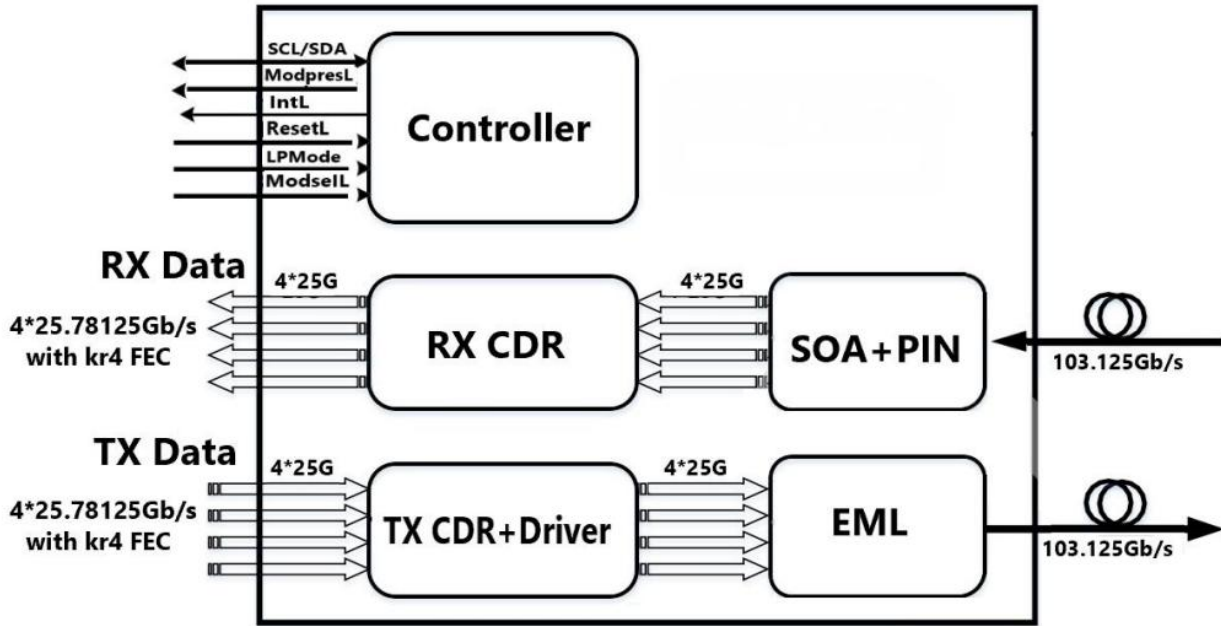 SCL/SDA
ModpresL
IntL
ResetL
LPMode
ModselL
Controller
RX Data
4*25.78125Gb/s
with kr4 FEC
4*25G
RX CDR
4*25G
SOA+PIN
103.125Gb/s
TX Data
4*25.78125Gb/s
with kr4 FEC
4*25G
TX CDR+Driver
4*25G
EML
103.125Gb/s